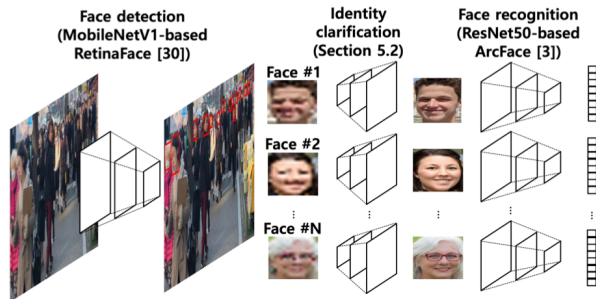 Face detection
(MobileNetV1-based
RetinaFace [30])
Identity
clarification
(Section 5.2)
Face recognition
(ResNet50-based
ArcFace [3])
Face #1
Face #2
...
Face #N